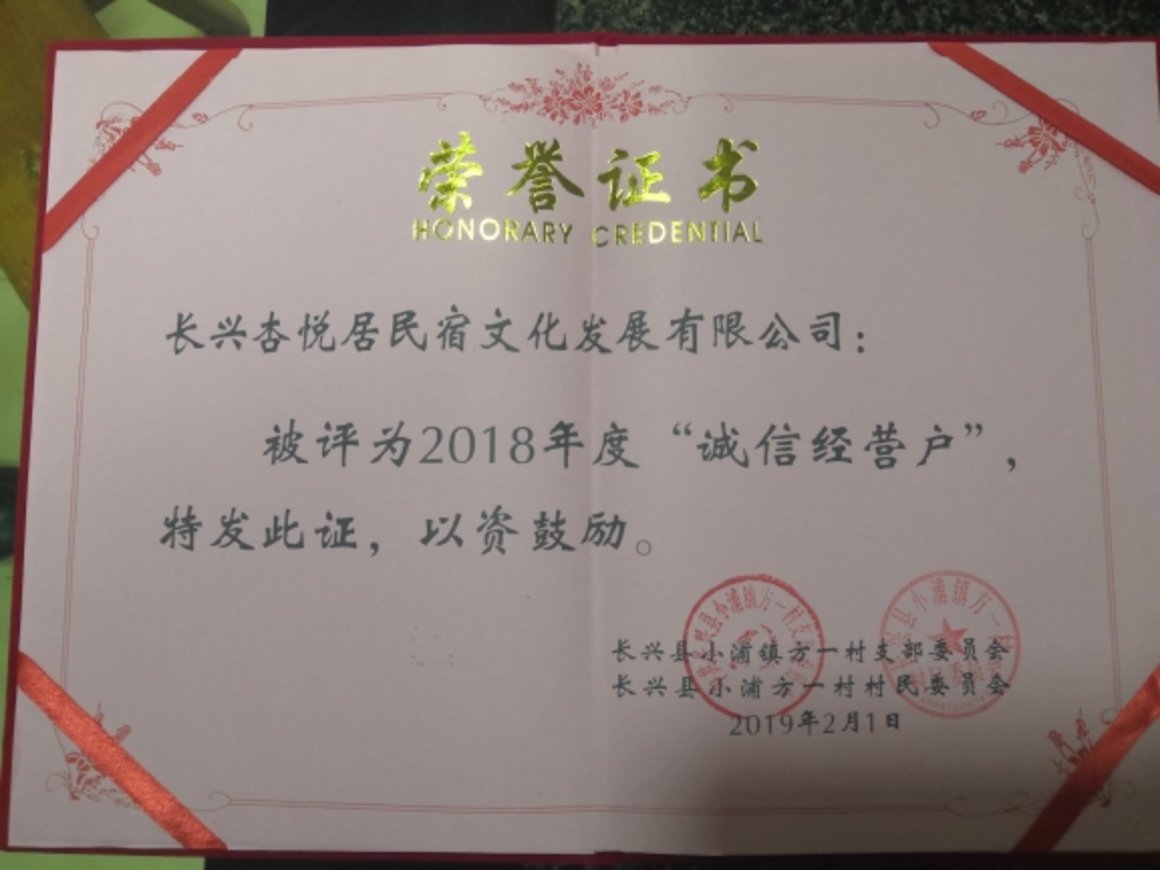 荣誉证书
HONORARY CREDENTIAL
长兴杏悦居民宿文化发展有限公司：
被评为2018年度“诚信经营户”，
特发此证，以资鼓励。
长兴县小浦镇方一村支部委员会
长兴县小浦方一村村民委员会
2019年2月1日